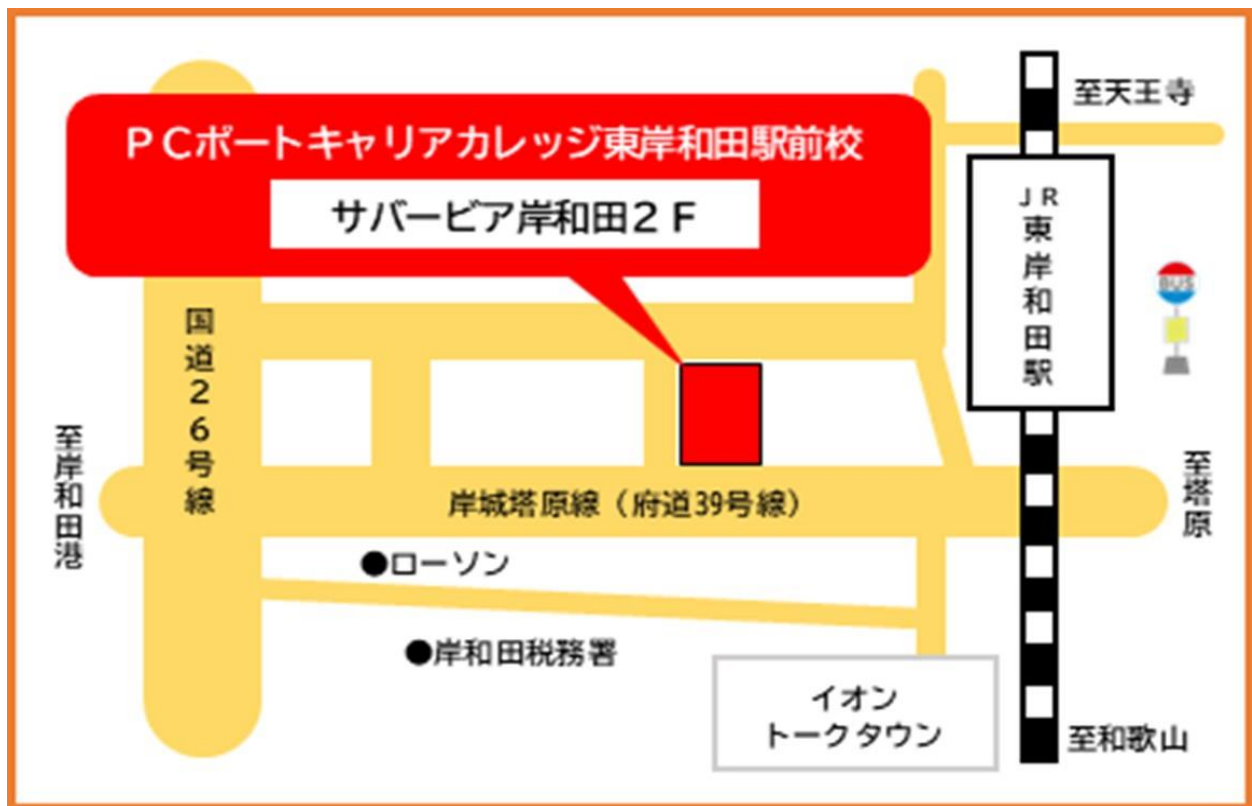 至天王寺
ＰＣポートキャリアカレッジ東岸和田駅前校
サバービア岸和田２Ｆ
ＪＲ
東岸和田駅
BUS
国道２６号線
至岸和田港
岸城塔原線（府道39号線）
至塔原
●ローソン
●岸和田税務署
イオン
トークタウン
至和歌山